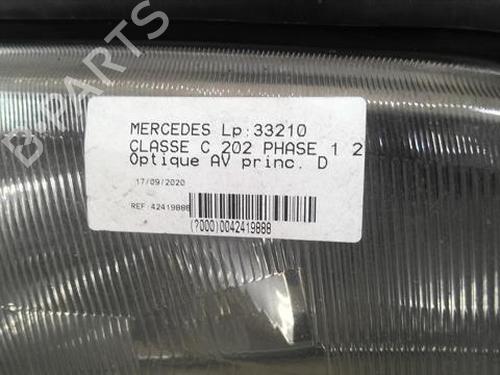 B-PARTS
MERCEDES Lp:33210
CLASSE C 202 PHASE 1 2
Optique AV princ. D
17/09/2020
REF:42419888
(?000)0042419888